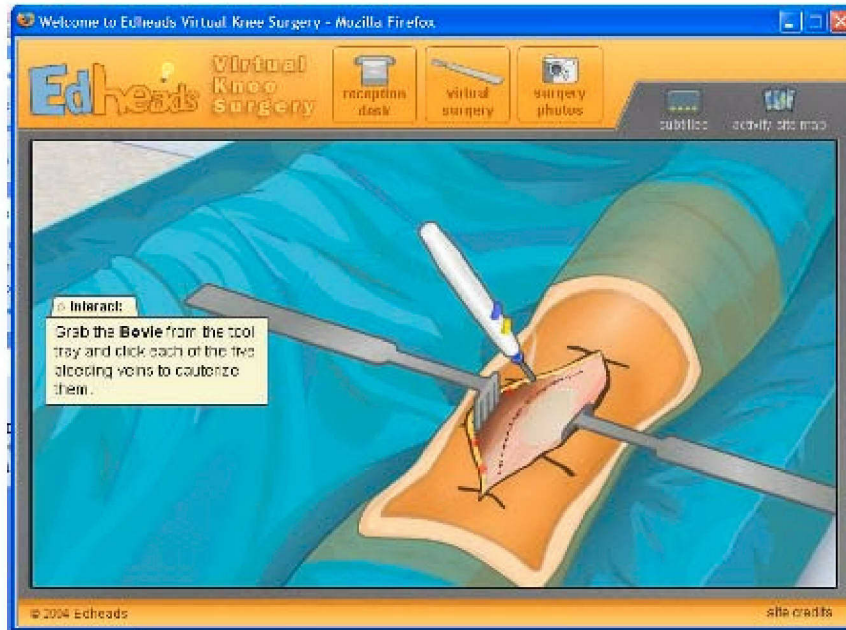 Welcome to Edheads Virtual Knee Surgery - Mozilla Firefox
Edheads
Virtual
Knee
Surgery
reception
desk
virtual
surgery
surgery
photos
subtitles
activity site map
Interact:
Grab the Bovie from the tool
tray and click each of the five
bleeding veins to cauterize
them.
© 2004 Edheads
site credits